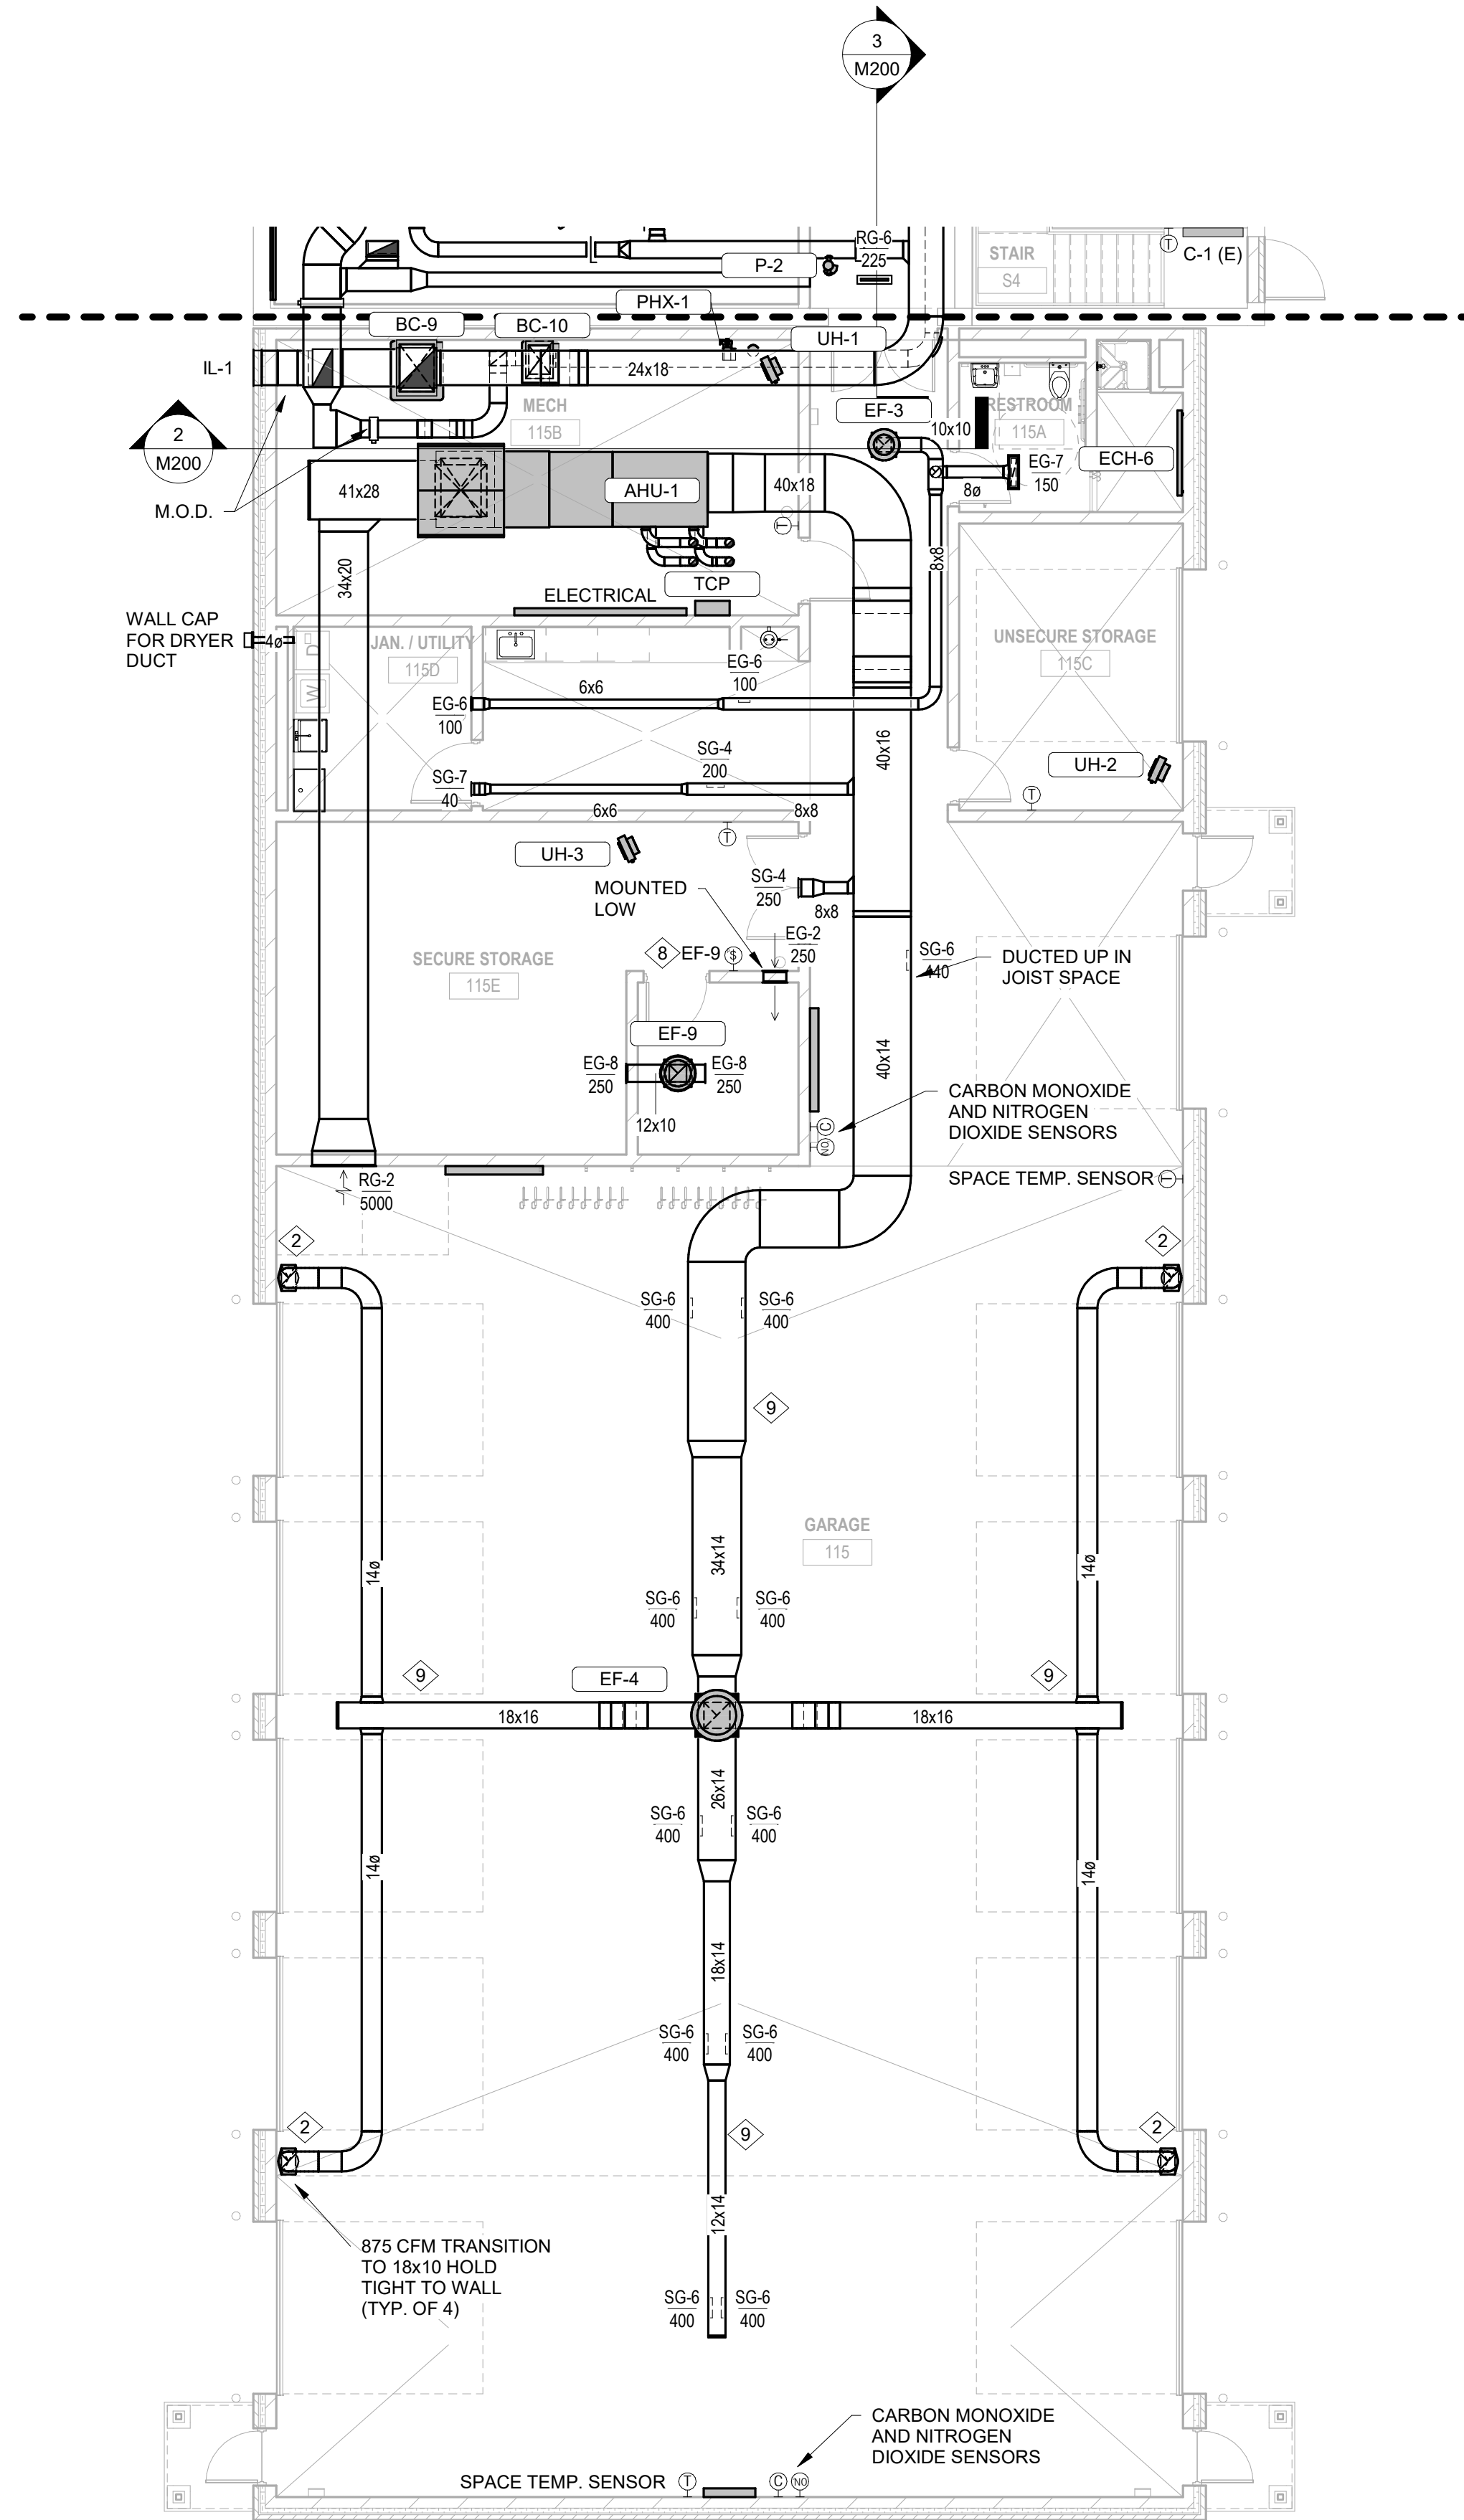 3
M200
RG-6
225
STAIR
S4
T
C-1 (E)
P-2
PHX-1
BC-9
BC-10
UH-1
IL-1
24x18
MECH
115B
EF-3
10x10
RESTROOM
115A
2
M200
ECH-6
EG-7
150
8ø
41x28
AHU-1
40x18
M.O.D.
T
34x20
8x8
TCP
ELECTRICAL
WALL CAP
FOR DRYER
DUCT
4ø
D
W
JAN. / UTILITY
115D
UNSECURE STORAGE
115C
EG-6
100
6x6
EG-6
100
40x16
SG-4
200
SG-7
40
6x6
8x8
UH-2
T
T
UH-3
MOUNTED
LOW
SG-4
250
8x8
SECURE STORAGE
115E
8
EF-9
$
EG-2
250
SG-6
440
DUCTED UP IN
JOIST SPACE
EF-9
EG-8
250
EG-8
250
12x10
40x14
CARBON MONOXIDE
AND NITROGEN
DIOXIDE SENSORS
C
NO
SPACE TEMP. SENSOR
T
RG-2
5000
2
2
SG-6
400
SG-6
400
9
GARAGE
115
34x14
14ø
14ø
SG-6
400
SG-6
400
9
EF-4
9
18x16
18x16
26x14
SG-6
400
SG-6
400
14ø
14ø
18x14
SG-6
400
SG-6
400
2
9
2
12x14
875 CFM TRANSITION
TO 18x10 HOLD
TIGHT TO WALL
(TYP. OF 4)
SG-6
400
SG-6
400
CARBON MONOXIDE
AND NITROGEN
DIOXIDE SENSORS
SPACE TEMP. SENSOR
T
C
NO